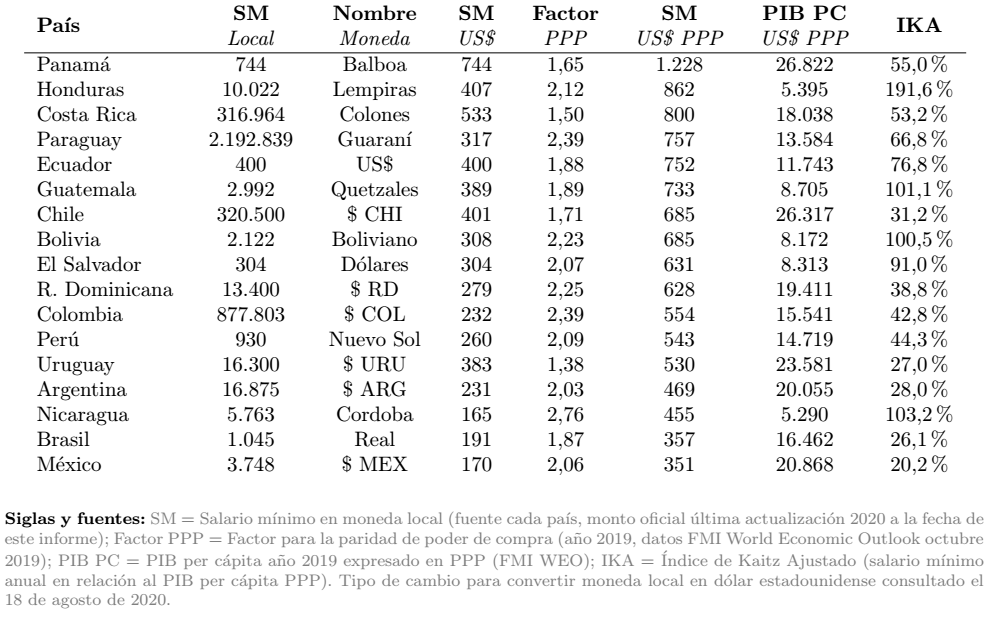 País SM Nombre SM Factor SM PIB PC IKA
Local Moneda US$ PPP US$ PPP US$ PPP
Panamá 744 Balboa 744 1,65 1.228 26.822 55,0 %
Honduras 10.022 Lempiras 407 2,12 862 5.395 191,6 %
Costa Rica 316.964 Colones 533 1,50 800 18.038 53,2 %
Paraguay 2.192.839 Guaraní 317 2,39 757 13.584 66,8 %
Ecuador 400 US$ 400 1,88 752 11.743 76,8 %
Guatemala 2.992 Quetzales 389 1,89 733 8.705 101,1 %
Chile 320.500 $ CHI 401 1,71 685 26.317 31,2 %
Bolivia 2.122 Boliviano 308 2,23 685 8.172 100,5 %
El Salvador 304 Dólares 304 2,07 631 8.313 91,0 %
R. Dominicana 13.400 $ RD 279 2,25 628 19.411 38,8 %
Colombia 877.803 $ COL 232 2,39 554 15.541 42,8 %
Perú 930 Nuevo Sol 260 2,09 543 14.719 44,3 %
Uruguay 16.300 $ URU 383 1,38 530 23.581 27,0 %
Argentina 16.875 $ ARG 231 2,03 469 20.055 28,0 %
Nicaragua 5.763 Cordoba 165 2,76 455 5.290 103,2 %
Brasil 1.045 Real 191 1,87 357 16.462 26,1 %
México 3.748 $ MEX 170 2,06 351 20.868 20,2 %
Siglas y fuentes: SM = Salario mínimo en moneda local (fuente cada país, monto oficial última actualización 2020 a la fecha de
este informe); Factor PPP = Factor para la paridad de poder de compra (año 2019, datos FMI World Economic Outlook octubre
2019); PIB PC = PIB per cápita año 2019 expresado en PPP (FMI WEO); IKA = Índice de Kaitz Ajustado (salario mínimo
anual en relación al PIB per cápita PPP). Tipo de cambio para convertir moneda local en dólar estadounidense consultado el
18 de agosto de 2020.